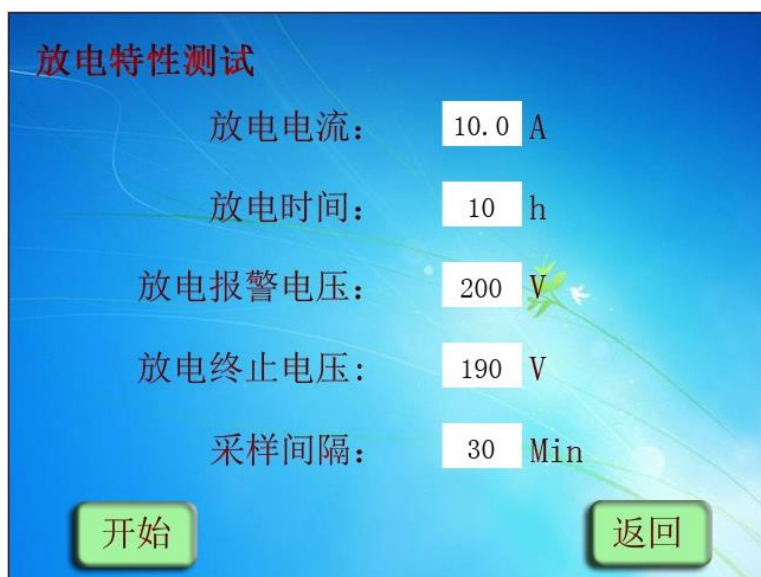 放电特性测试
放电电流： 10.0 A
放电时间： 10 h
放电报警电压： 200 V
放电终止电压: 190 V
采样间隔： 30 Min
开始 返回